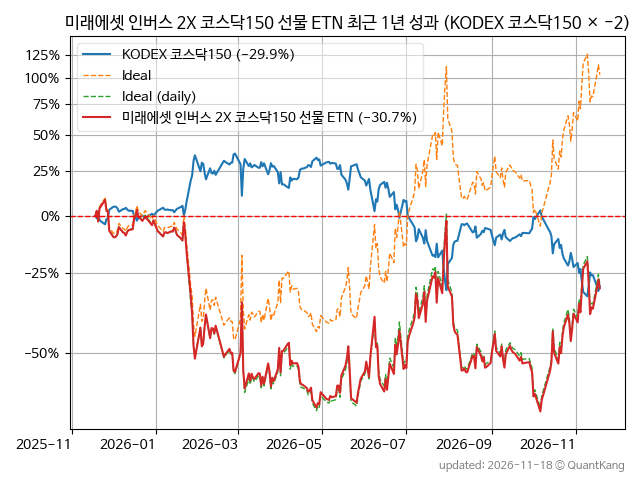 미래에셋 인버스 2X 코스닥150 선물 ETN 최근 1년 성과 (KODEX 코스닥150 × −2)
KODEX 코스닥150 (−29.9%)
Ideal
Ideal (daily)
미래에셋 인버스 2X 코스닥150 선물 ETN (−30.7%)
125%
100%
75%
50%
25%
0%
−25%
−50%
2025-11 2026-01 2026-03 2026-05 2026-07 2026-09 2026-11
updated: 2026-11-18 © QuantKang